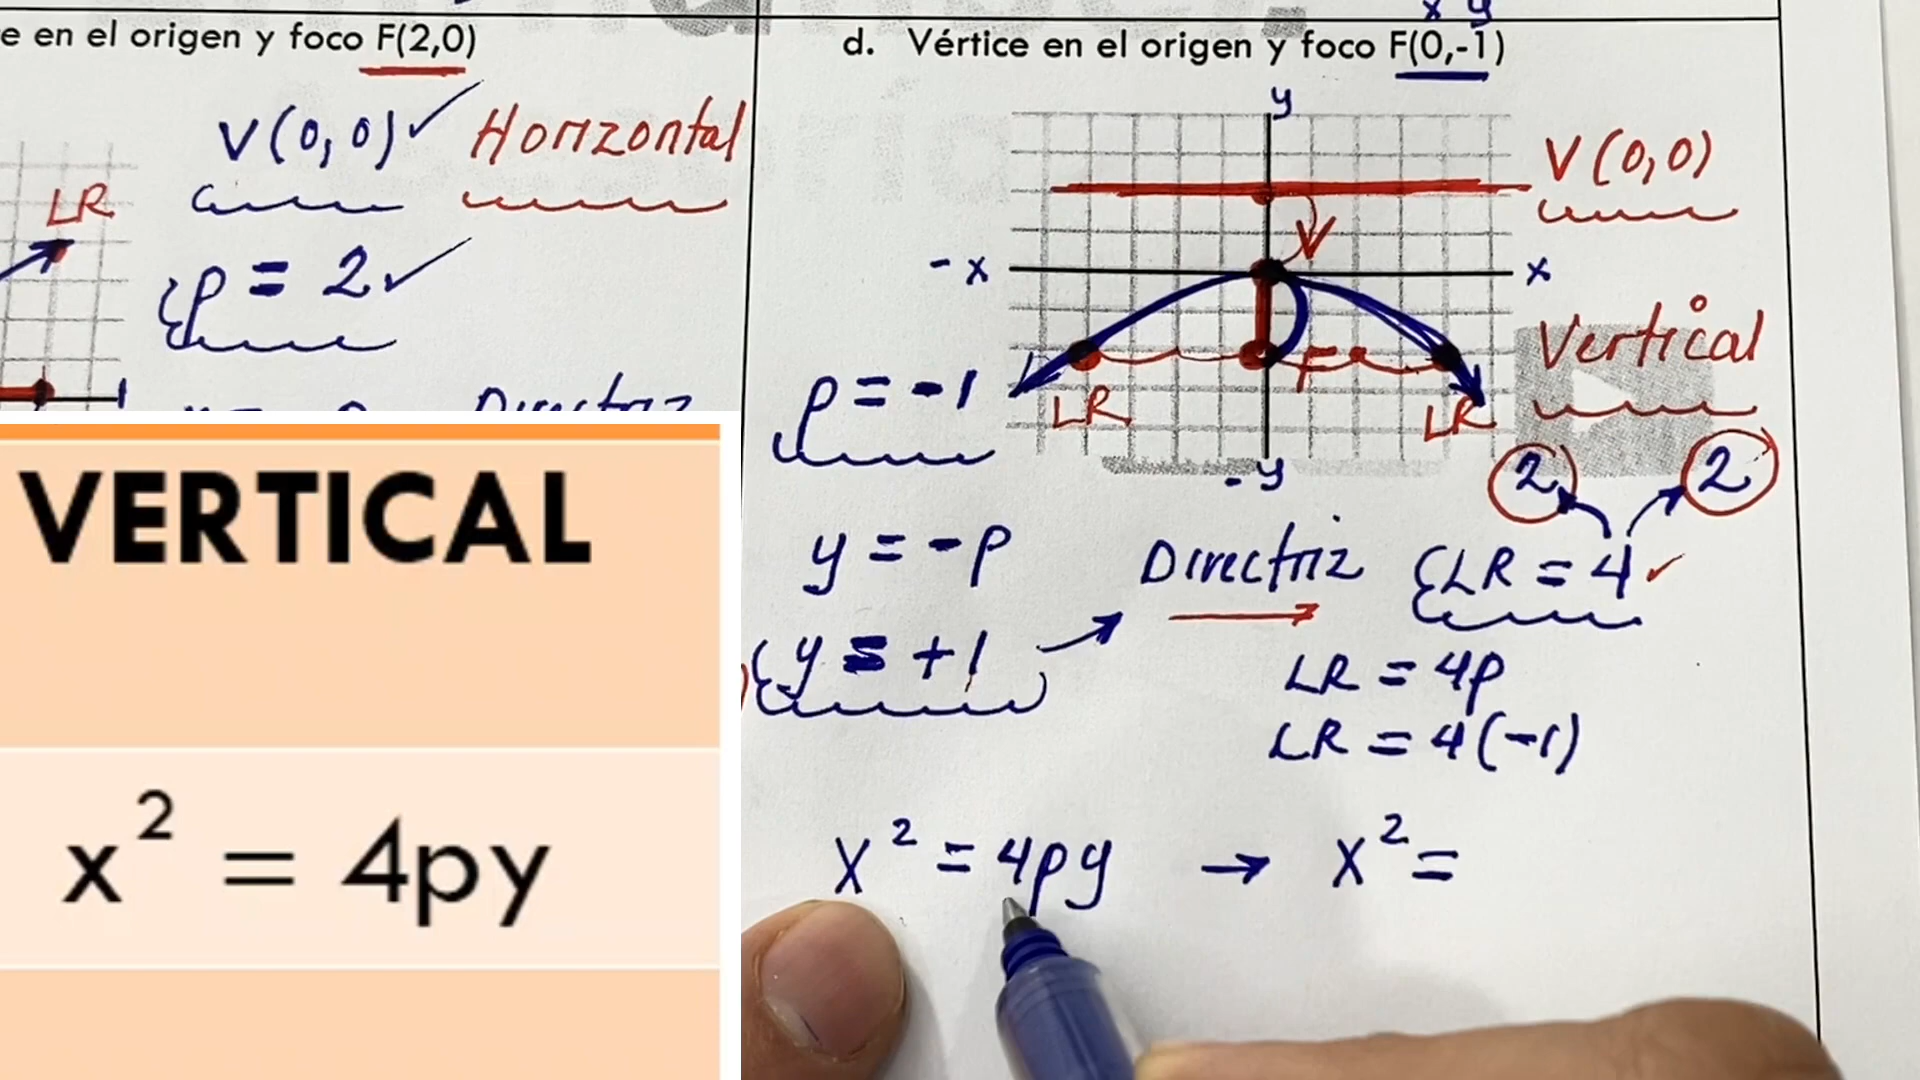 e en el origen y foco F(2,0)
V(0,0) ✓ Horizontal
LR
p = 2 ✓
1
Directriz
VERTICAL
x² = 4py
x y
d. Vértice en el origen y foco F(0,-1)
y
V(0,0)
V
-x x
Vertical
F
p = -1
LR LR
-y
2 2
y = -p
Directriz
LR = 4 ✓
y = +1
LR = 4p
LR = 4(-1)
x² = 4py → x² =